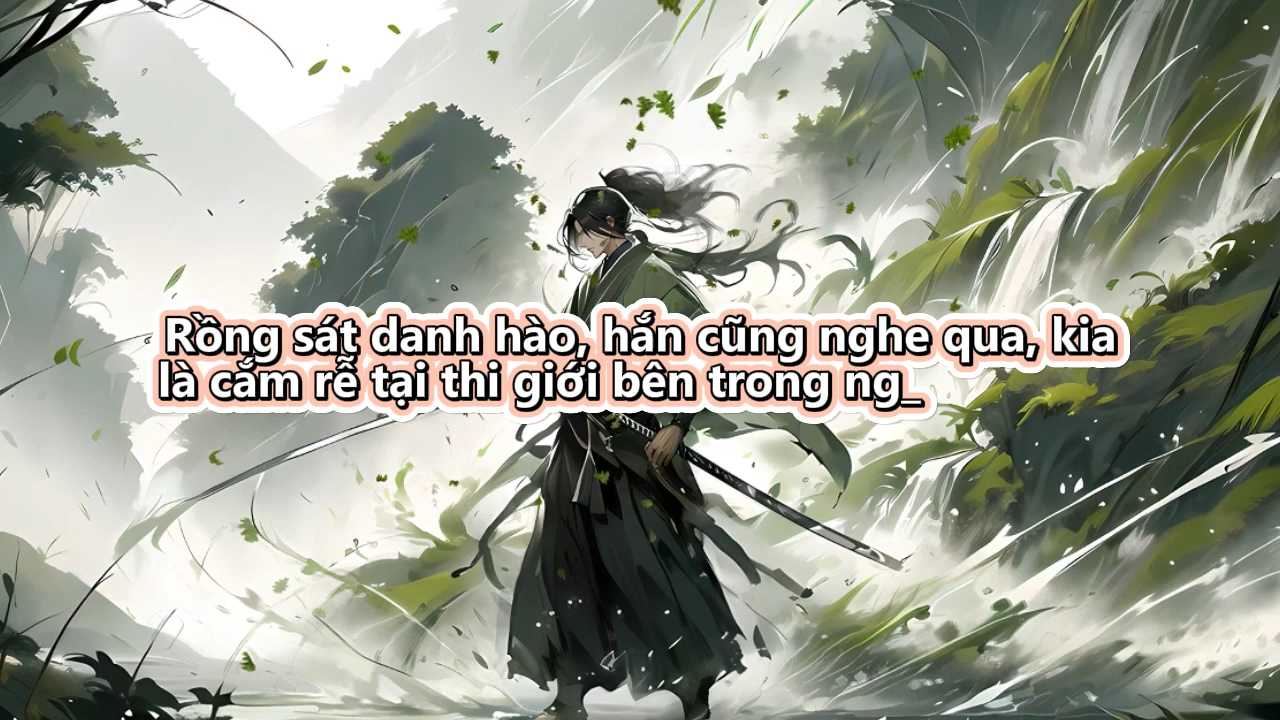 Rồng sát danh hào, hắn cũng nghe qua, kia
là cắm rễ tại thi giới bên trong ng_